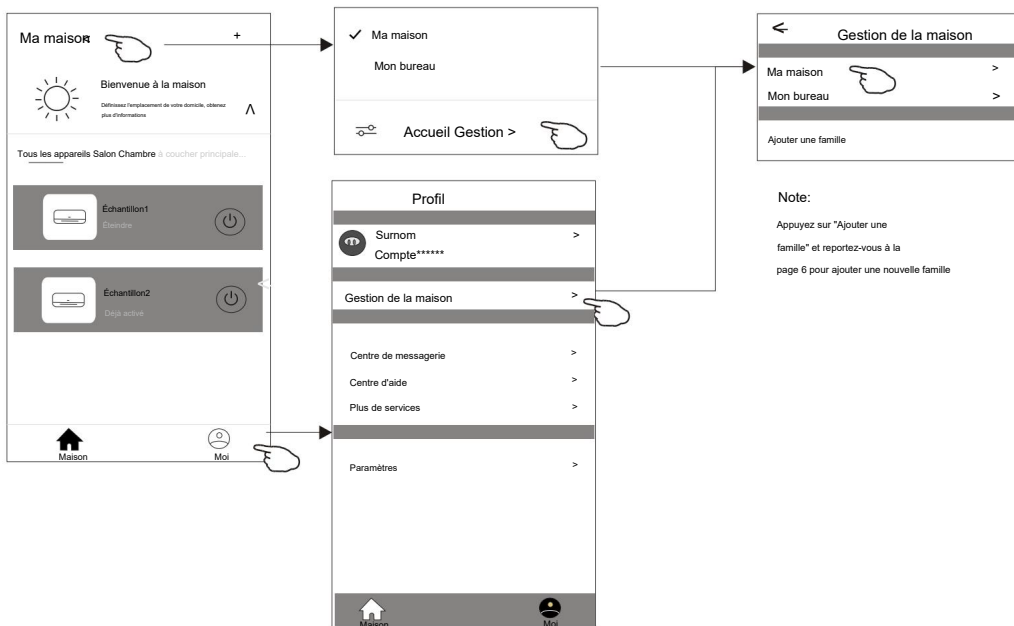 Ma maison
+
Bienvenue à la maison
Définissez l'emplacement de votre domicile, obtenez
plus d'informations
Tous les appareils Salon Chambre à coucher principale...
Échantillon1
Éteindre
Échantillon2
Déjà activé
Maison
Moi
Ma maison
Mon bureau
Accueil Gestion >
Profil
Surnom >
Compte******
Gestion de la maison >
Centre de messagerie >
Centre d'aide >
Plus de services >
Paramètres >
Maison
Moi
Gestion de la maison
Ma maison >
Mon bureau >
Ajouter une famille
Note:
Appuyez sur "Ajouter une
famille" et reportez-vous à la
page 6 pour ajouter une nouvelle famille